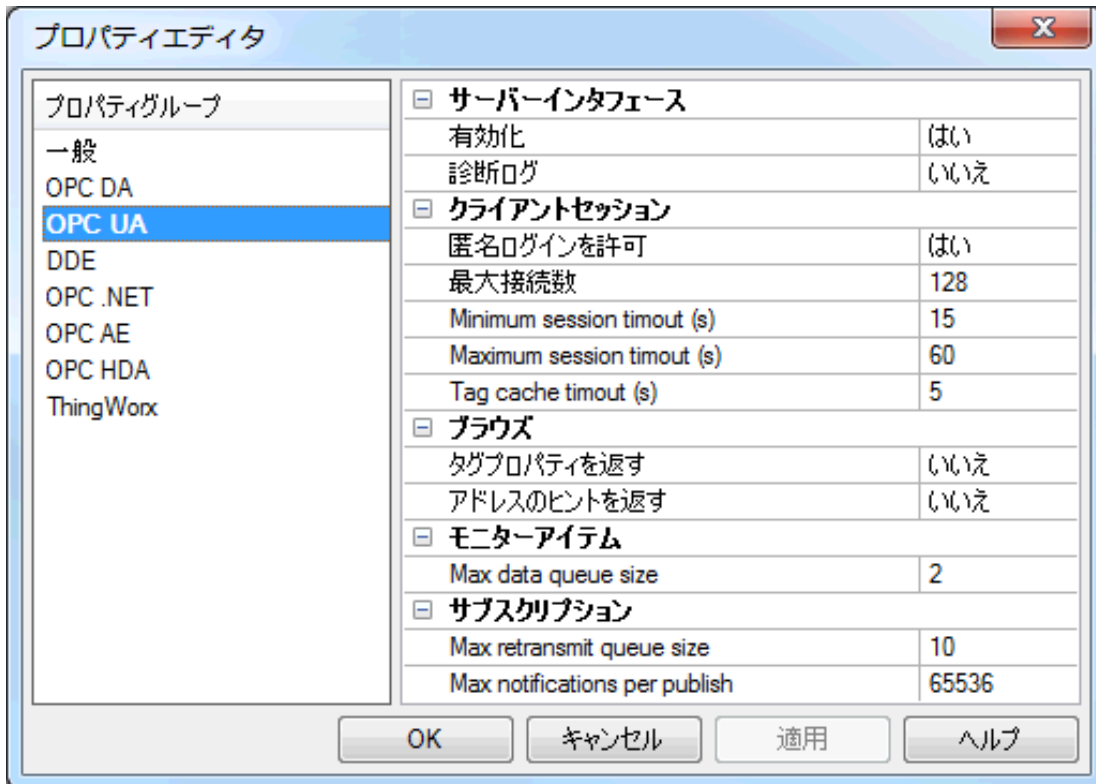 プロパティエディタ
プロパティグループ
一般
OPC DA
OPC UA
DDE
OPC .NET
OPC AE
OPC HDA
ThingWorx
サーバーインタフェース
有効化 はい
診断ログ いいえ
クライアントセッション
匿名ログインを許可 はい
最大接続数 128
Minimum session timout (s) 15
Maximum session timout (s) 60
Tag cache timout (s) 5
ブラウズ
タグプロパティを返す いいえ
アドレスのヒントを返す いいえ
モニターアイテム
Max data queue size 2
サブスクリプション
Max retransmit queue size 10
Max notifications per publish 65536
OK キャンセル 適用 ヘルプ